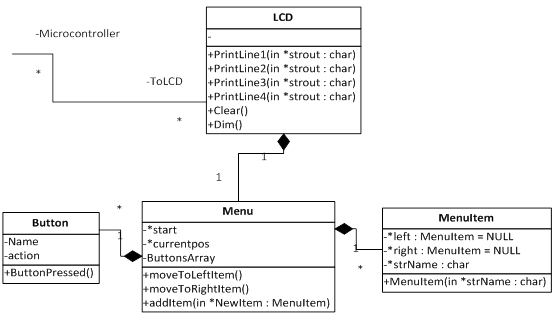 LCD
-
-Microcontroller
*
-ToLCD
*
+PrintLine1(in *strout : char)
+PrintLine2(in *strout : char)
+PrintLine3(in *strout : char)
+PrintLine4(in *strout : char)
+Clear()
+Dim()
1
1
Button
-Name
-action
+ButtonPressed()
*
1
Menu
-*start
-*currentpos
-ButtonsArray
+moveToLeftItem()
+moveToRightItem()
+addItem(in *NewItem : MenuItem)
1
*
MenuItem
-*left : MenuItem = NULL
-*right : MenuItem = NULL
-*strName : char
+MenuItem(in *strName : char)